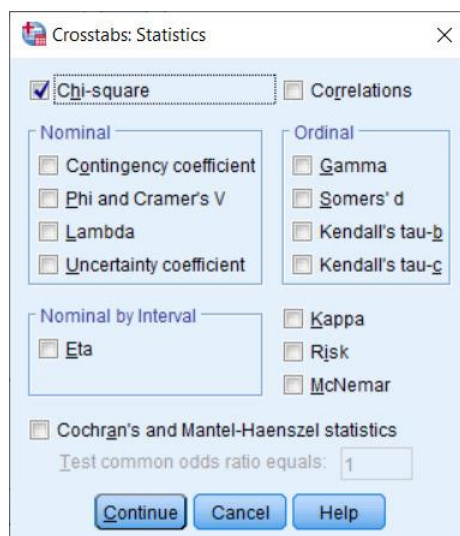 Crosstabs: Statistics
Chi-square
Correlations
Nominal
Contingency coefficient
Phi and Cramer's V
Lambda
Uncertainty coefficient
Ordinal
Gamma
Somers' d
Kendall's tau-b
Kendall's tau-c
Nominal by Interval
Eta
Kappa
Risk
McNemar
Cochran's and Mantel-Haenszel statistics
Test common odds ratio equals: 1
Continue Cancel Help